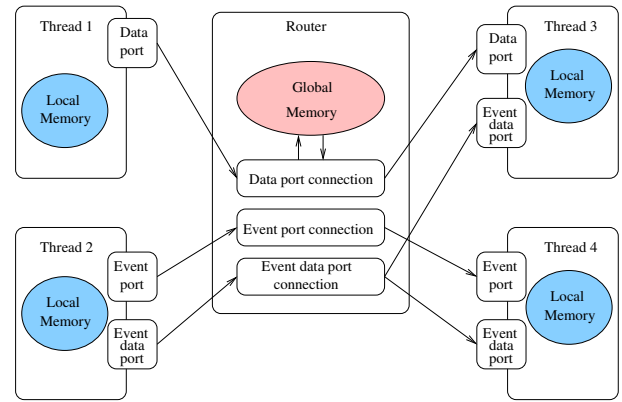 Thread 1
Data
port
Local
Memory
Router
Global
Memory
Data port connection
Event port connection
Event data port
connection
Thread 3
Data
port
Local
Memory
Event
data
port
Thread 2
Event
port
Local
Memory
Event
data
port
Thread 4
Event
port
Local
Memory
Event
data
port